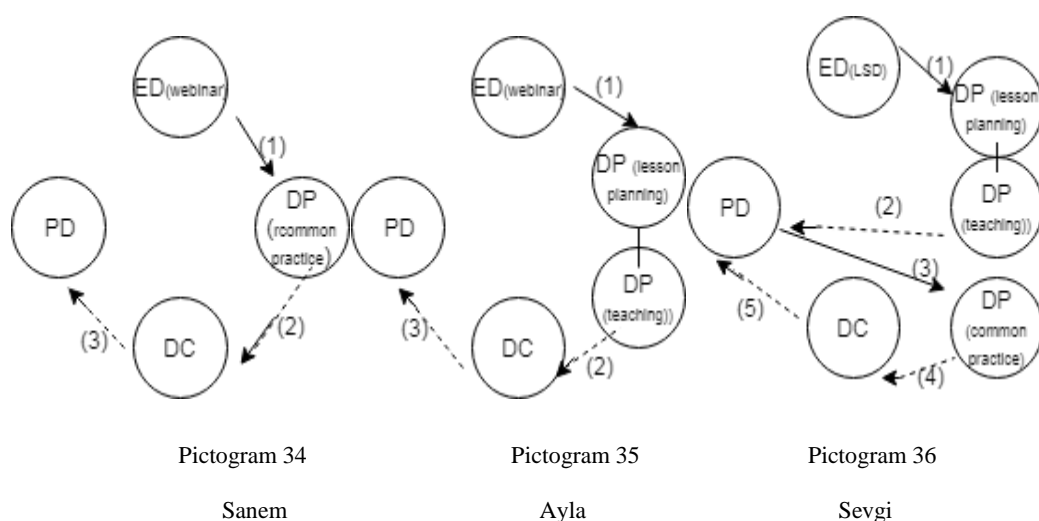 ED(webinar)
(1)
DP
(rcommon
practice)
PD
(2)
(3)
DC
ED(webinar)
(1)
DP (lesson
planning)
PD
DP
(teaching))
(2)
(3)
DC
ED(LSD)
(1)
DP (lesson
planning)
DP
(teaching))
(2)
PD
(3)
DP
(common
practice)
(4)
DC
(5)
Pictogram 34
Pictogram 35
Pictogram 36
Sanem
Ayla
Sevgi